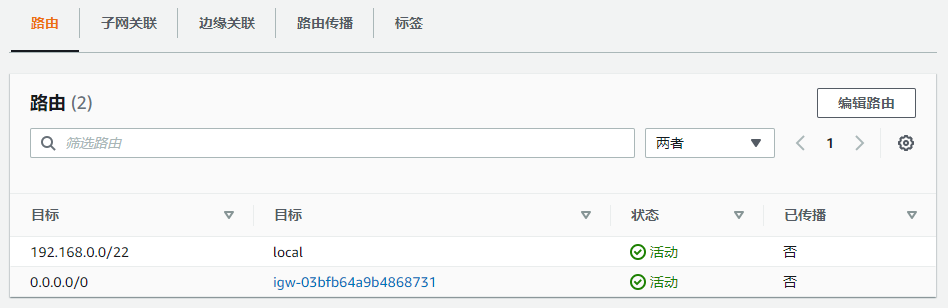 路由 子网关联 边缘关联 路由传播 标签
路由 (2) 编辑路由
筛选路由 两者 1
目标 目标 状态 已传播
192.168.0.0/22 local 活动 否
0.0.0.0/0 igw-03bfb64a9b4868731 活动 否